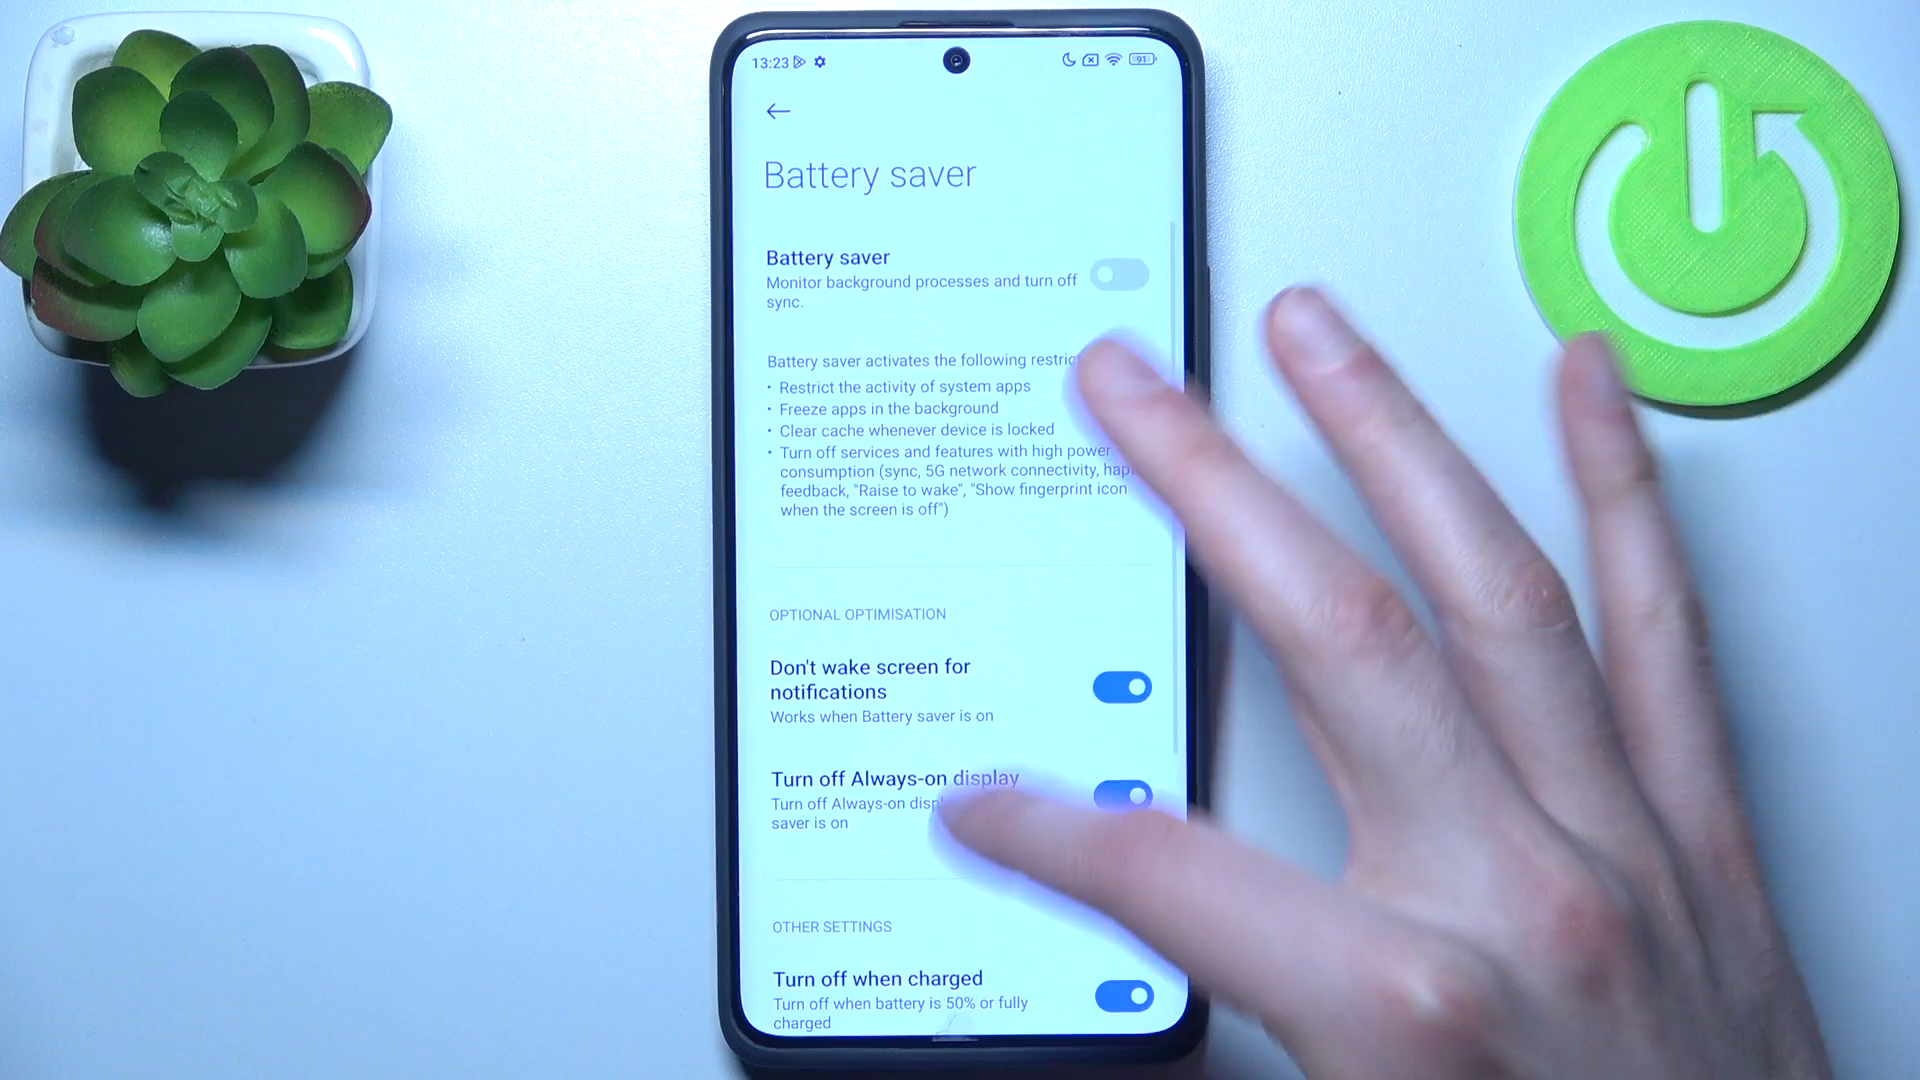 13:23
91
Battery saver
Battery saver
Monitor background processes and turn off
sync.
Battery saver activates the following
• Restrict the activity of system apps
• Freeze apps in the background
• Clear cache whenever device is locked
• Turn off services and features with high power
consumption (sync, 5G network connectivity,
feedback, "Raise to wake", "Show fingerprint icon
when the screen is off")
OPTIONAL OPTIMISATION
Don't wake screen for
notifications
Works when Battery saver is on
Turn off Always-on display
Turn off Always-on
saver is on
OTHER SETTINGS
Turn off when charged
Turn off when battery is 50% or fully
charged